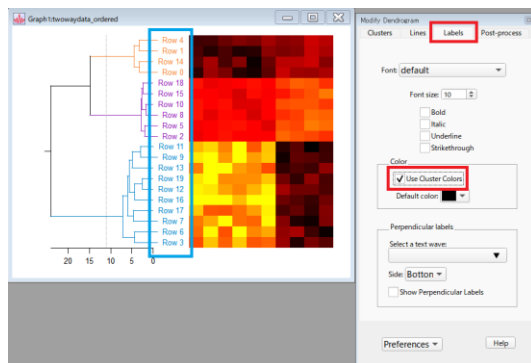 Graph1:twowaydata_ordered
Row 4
Row 1
Row 14
Row 0
Row 18
Row 15
Row 10
Row 8
Row 5
Row 2
Row 11
Row 9
Row 13
Row 19
Row 12
Row 16
Row 17
Row 7
Row 6
Row 3
20 15 10 5 0
Modify Dendrogram
Clusters Lines Labels Post-process
Font: default
Font size: 10
Bold
Italic
Underline
Strikethrough
Color
Use Cluster Colors
Default color:
Perpendicular labels
Select a text wave:
Side: Botton
Show Perpendicular Labels
Preferences Help